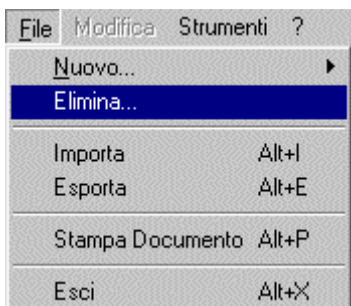 File Modifica Strumenti ?
Nuovo...
Elimina...
Importa Alt+I
Esporta Alt+E
Stampa Documento Alt+P
Esci Alt+X